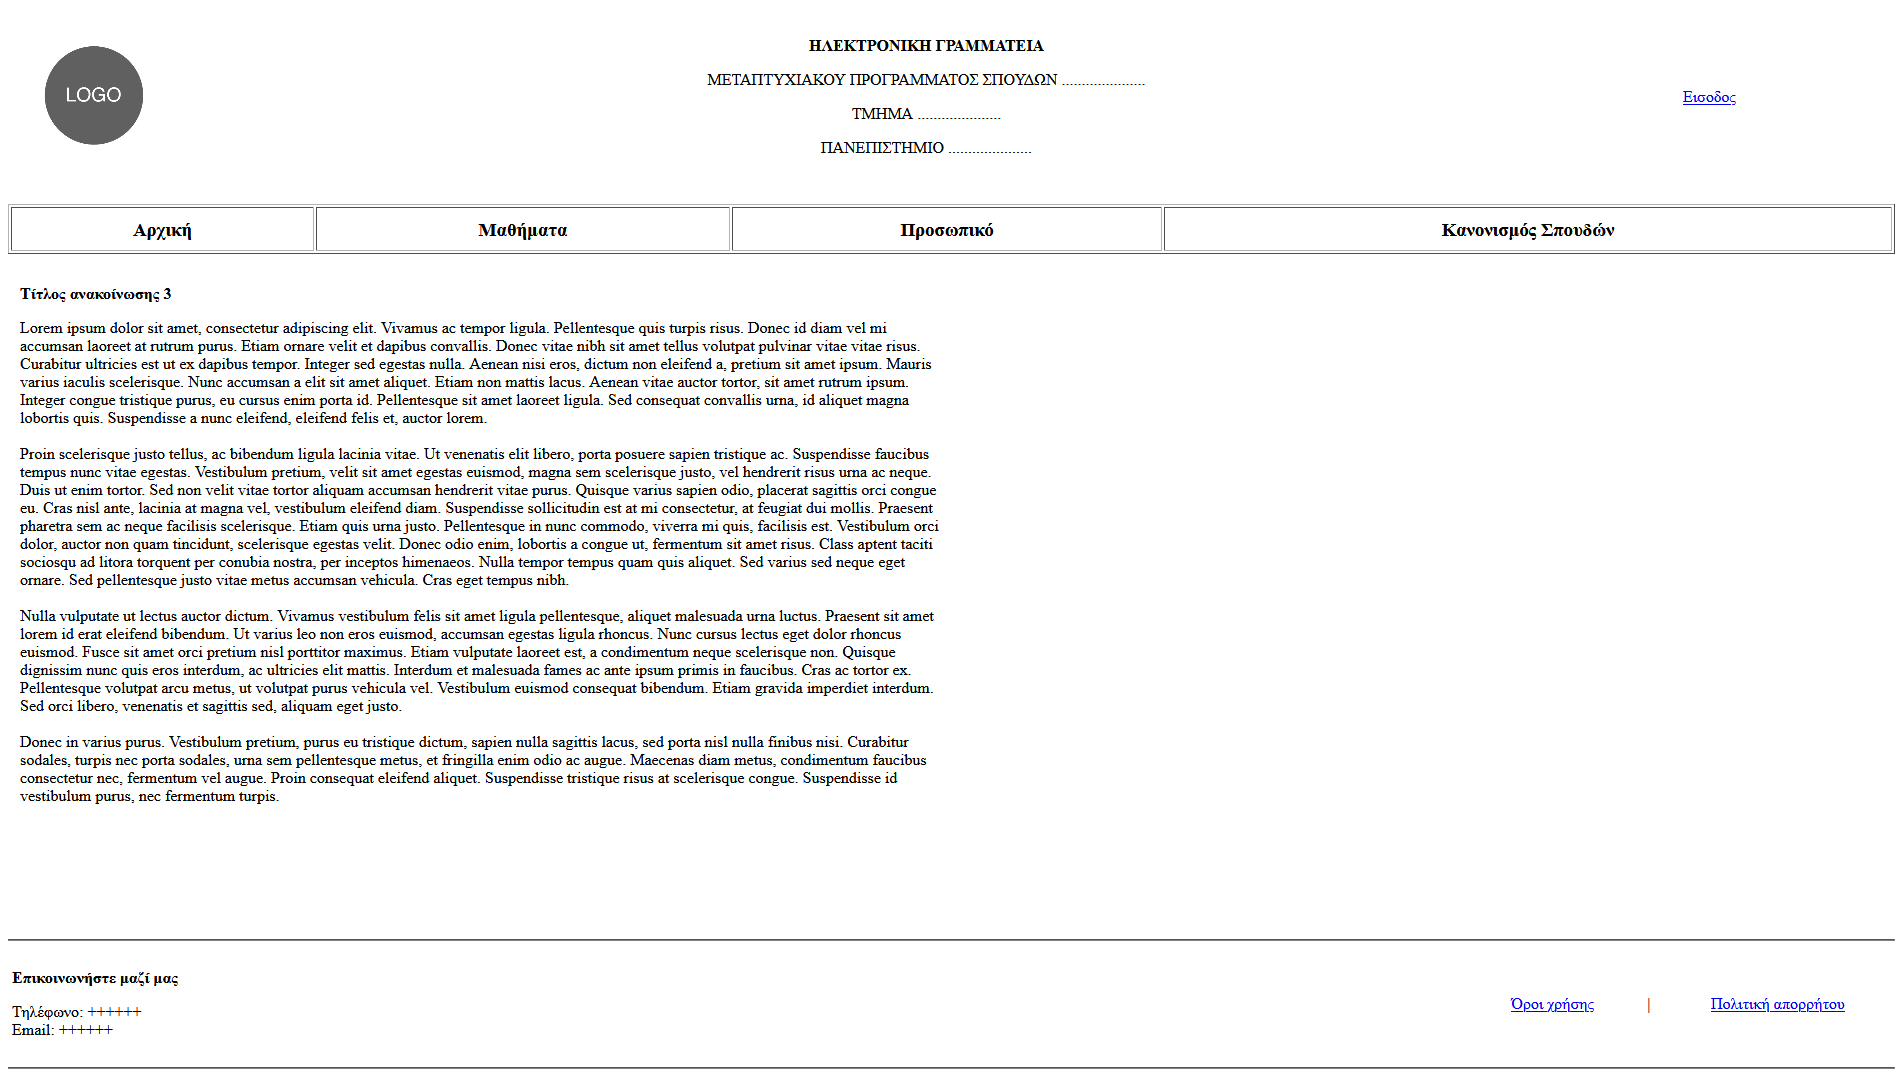 LOGO
ΗΛΕΚΤΡΟΝΙΚΗ ΓΡΑΜΜΑΤΕΙΑ
ΜΕΤΑΠΤΥΧΙΑΚΟΥ ΠΡΟΓΡΑΜΜΑΤΟΣ ΣΠΟΥΔΩΝ .....................
ΤΜΗΜΑ .....................
ΠΑΝΕΠΙΣΤΗΜΙΟ .....................
Εισοδος
Αρχική Μαθήματα Προσωπικό Κανονισμός Σπουδών
Τίτλος ανακοίνωσης 3
Lorem ipsum dolor sit amet, consectetur adipiscing elit. Vivamus ac tempor ligula. Pellentesque quis turpis risus. Donec id diam vel mi
accumsan laoreet at rutrum purus. Etiam ornare velit et dapibus convallis. Donec vitae nibh sit amet tellus volutpat pulvinar vitae vitae risus.
Curabitur ultricies est ut ex dapibus tempor. Integer sed egestas nulla. Aenean nisi eros, dictum non eleifend a, pretium sit amet ipsum. Mauris
varius iaculis scelerisque. Nunc accumsan a elit sit amet aliquet. Etiam non mattis lacus. Aenean vitae auctor tortor, sit amet rutrum ipsum.
Integer congue tristique purus, eu cursus enim porta id. Pellentesque sit amet laoreet ligula. Sed consequat convallis urna, id aliquet magna
lobortis quis. Suspendisse a nunc eleifend, eleifend felis et, auctor lorem.
Proin scelerisque justo tellus, ac bibendum ligula lacinia vitae. Ut venenatis elit libero, porta posuere sapien tristique ac. Suspendisse faucibus
tempus nunc vitae egestas. Vestibulum pretium, velit sit amet egestas euismod, magna sem scelerisque justo, vel hendrerit risus urna ac neque.
Duis ut enim tortor. Sed non velit vitae tortor aliquam accumsan hendrerit vitae purus. Quisque varius sapien odio, placerat sagittis orci congue
eu. Cras nisl ante, lacinia at magna vel, vestibulum eleifend diam. Suspendisse sollicitudin est at mi consectetur, at feugiat dui mollis. Praesent
pharetra sem ac neque facilisis scelerisque. Etiam quis urna justo. Pellentesque in nunc commodo, viverra mi quis, facilisis est. Vestibulum orci
dolor, auctor non quam tincidunt, scelerisque egestas velit. Donec odio enim, lobortis a congue ut, fermentum sit amet risus. Class aptent taciti
sociosqu ad litora torquent per conubia nostra, per inceptos himenaeos. Nulla tempor tempus quam quis aliquet. Sed varius sed neque eget
ornare. Sed pellentesque justo vitae metus accumsan vehicula. Cras eget tempus nibh.
Nulla vulputate ut lectus auctor dictum. Vivamus vestibulum felis sit amet ligula pellentesque, aliquet malesuada urna luctus. Praesent sit amet
lorem id erat eleifend bibendum. Ut varius leo non eros euismod, accumsan egestas ligula rhoncus. Nunc cursus lectus eget dolor rhoncus
euismod. Fusce sit amet orci pretium nisl porttitor maximus. Etiam vulputate laoreet est, a condimentum neque scelerisque non. Quisque
dignissim nunc quis eros interdum, ac ultricies elit mattis. Interdum et malesuada fames ac ante ipsum primis in faucibus. Cras ac tortor ex.
Pellentesque volutpat arcu metus, ut volutpat purus vehicula vel. Vestibulum euismod consequat bibendum. Etiam gravida imperdiet interdum.
Sed orci libero, venenatis et sagittis sed, aliquam eget justo.
Donec in varius purus. Vestibulum pretium, purus eu tristique dictum, sapien nulla sagittis lacus, sed porta nisl nulla finibus nisi. Curabitur
sodales, turpis nec porta sodales, urna sem pellentesque metus, et fringilla enim odio ac augue. Maecenas diam metus, condimentum faucibus
consectetur nec, fermentum vel augue. Proin consequat eleifend aliquet. Suspendisse tristique risus at scelerisque congue. Suspendisse id
vestibulum purus, nec fermentum turpis.
Επικοινωνήστε μαζί μας
Τηλέφωνο: ++++++
Email: ++++++
Όροι χρήσης | Πολιτική απορρήτου